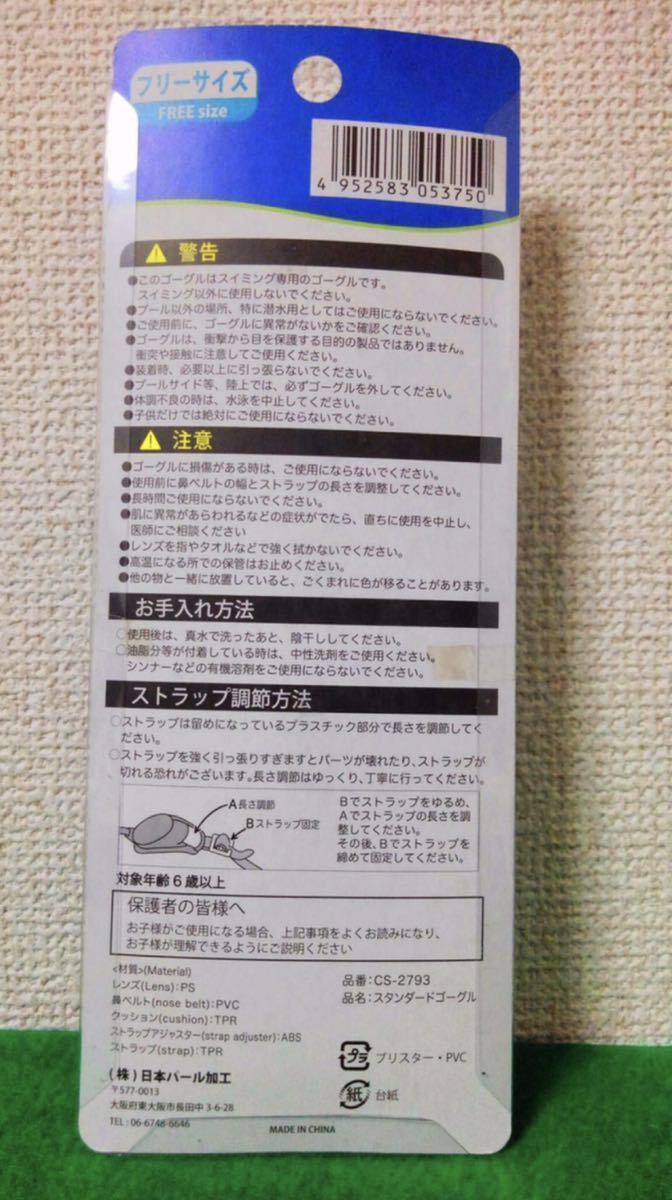 フリーサイズ
FREE size
4 952583 053750
警告
●このゴーグルはスイミング専用のゴーグルです。
スイミング以外に使用しないでください。
●プール以外の場所、特に潜水用としてはご使用にならないでください。
●ご使用前に、ゴーグルに異常がないかをご確認ください。
●ゴーグルは、衝撃から目を保護する目的の製品ではありません。
衝突や接触に注意してご使用ください。
●装着時、必要以上に引っ張らないでください。
●プールサイド等、陸上では、必ずゴーグルを外してください。
●体調不良の時は、水泳を中止してください。
●子供だけでは絶対にご使用にならないでください。
注意
●ゴーグルに損傷がある時は、ご使用にならないでください。
●使用前に鼻ベルトの幅とストラップの長さを調整してください。
●長時間ご使用にならないでください。
●肌に異常があらわれるなどの症状がでたら、直ちに使用を中止し、
医師にご相談ください
●レンズを指やタオルなどで強く拭かないでください。
●高温になる所での保管はお止めください。
●他の物と一緒に放置していると、ごくまれに色が移ることがあります。
お手入れ方法
○使用後は、真水で洗ったあと、陰干ししてください。
○油脂分等が付着している時は、中性洗剤をご使用ください。
シンナーなどの有機溶剤をご使用にならないでください。
ストラップ調節方法
○ストラップは留めになっているプラスチック部分で長さを調節してく
ださい。
○ストラップを強く引っ張りすぎますとパーツが壊れたり、ストラップが
切れる恐れがございます。長さ調節はゆっくり、丁寧に行ってください。
A長さ調節
Bストラップ固定
Bでストラップをゆるめ、
Aでストラップの長さを調
整してください。
その後、Bでストラップを
締めて固定してください。
対象年齢6歳以上
保護者の皆様へ
お子様がご使用になる場合、上記事項をよくお読みになり、
お子様が理解できるようにご説明ください
<材質>(Material)
レンズ(Lens):PS
鼻ベルト(nose belt):PVC
クッション(cushion):TPR
ストラップアジャスター(strap adjuster):ABS
ストラップ(strap):TPR
品番:CS-2793
品名:スタンダードゴーグル
プラ ブリスター・PVC
紙 台紙
(株)日本パール加工
〒577-0013
大阪府東大阪市長田中3-6-28
TEL:06-6748-6646
MADE IN CHINA